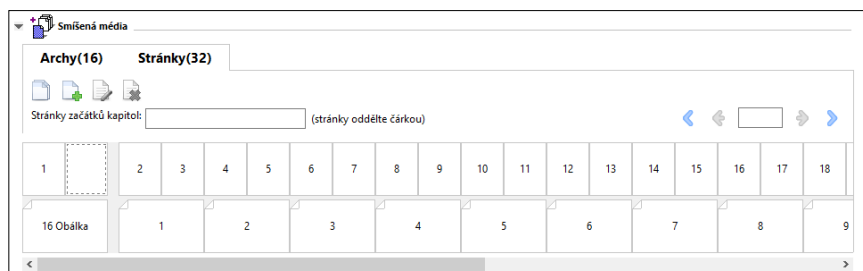 Smíšená média
Archy(16) Stránky(32)
Stránky začátků kapitol: (stránky oddělte čárkou)
1 2 3 4 5 6 7 8 9 10 11 12 13 14 15 16 17 18
16 Obálka 1 2 3 4 5 6 7 8 9